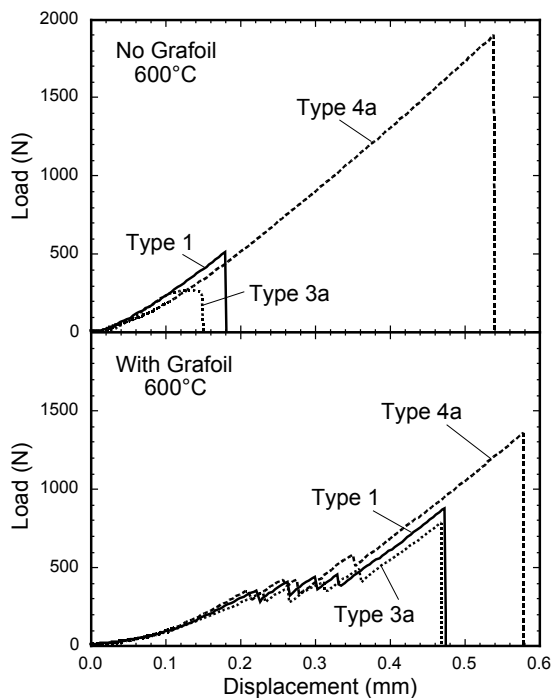 2000
No Grafoil
600°C
1500
Type 4a
Load (N)
1000
Type 1
500
Type 3a
0
With Grafoil
600°C
1500
Type 4a
Load (N)
1000
Type 1
500
Type 3a
0
0.0 0.1 0.2 0.3 0.4 0.5 0.6
Displacement (mm)